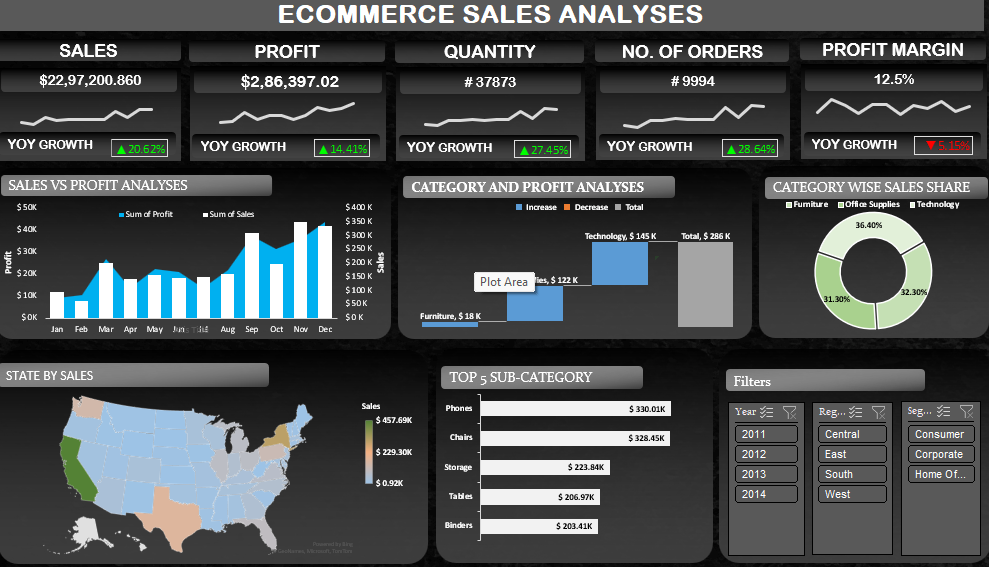 ECOMMERCE SALES ANALYSES
SALES
$22,97,200.860
YOY GROWTH ▲ 20.62%
PROFIT
$2,86,397.02
YOY GROWTH ▲ 14.41%
QUANTITY
# 37873
YOY GROWTH ▲ 27.45%
NO. OF ORDERS
# 9994
YOY GROWTH ▲ 28.64%
PROFIT MARGIN
12.5%
YOY GROWTH ▼ 5.15%
SALES VS PROFIT ANALYSES
Sum of Profit
Sum of Sales
Profit
$ 50K
$ 40K
$ 30K
$ 20K
$ 10K
$ 0K
$ 400 K
$ 350 K
$ 300 K
$ 250 K
$ 200 K
$ 150 K
$ 100 K
$ 50 K
$ 0 K
Sales
Jan Feb Mar Apr May Jun Jul Aug Sep Oct Nov Dec
CATEGORY AND PROFIT ANALYSES
Increase Decrease Total
Furniture, $ 18 K
$ 122 K
Technology, $ 145 K
Total, $ 286 K
Plot Area
CATEGORY WISE SALES SHARE
Furniture Office Supplies Technology
36.40%
31.30%
32.30%
STATE BY SALES
Sales
$ 457.69K
$ 229.30K
$ 0.92K
TOP 5 SUB-CATEGORY
Phones $ 330.01K
Chairs $ 328.45K
Storage $ 223.84K
Tables $ 206.97K
Binders $ 203.41K
Filters
Year
2011
2012
2013
2014
Reg...
Central
East
South
West
Seg...
Consumer
Corporate
Home Of...